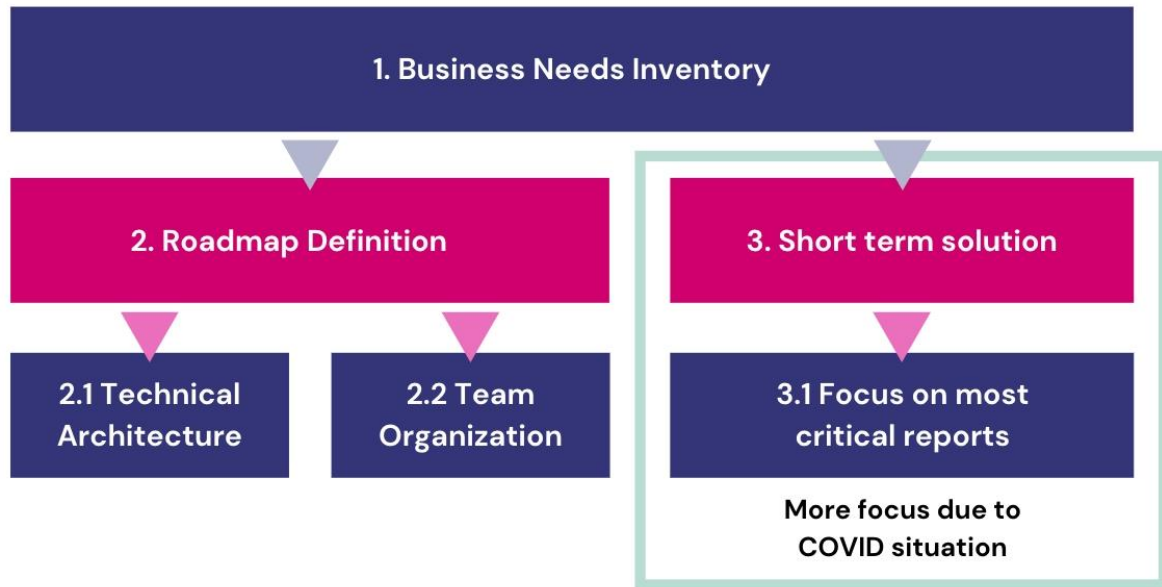 1. Business Needs Inventory
2. Roadmap Definition
3. Short term solution
2.1 Technical
Architecture
2.2 Team
Organization
3.1 Focus on most
critical reports
More focus due to
COVID situation